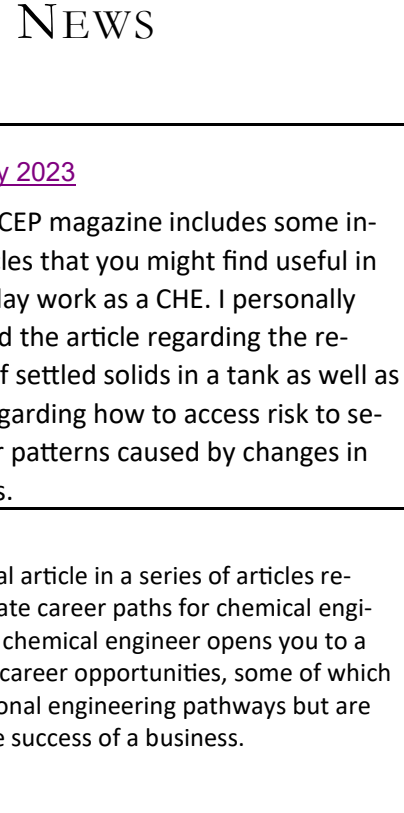 NEWS
y 2023
CEP magazine includes some in-
les that you might find useful in
lay work as a CHE. I personally
d the article regarding the re-
f settled solids in a tank as well as
garding how to access risk to se-
r patterns caused by changes in
s.
al article in a series of articles re-
ate career paths for chemical engi-
chemical engineer opens you to a
career opportunities, some of which
onal engineering pathways but are
e success of a business.